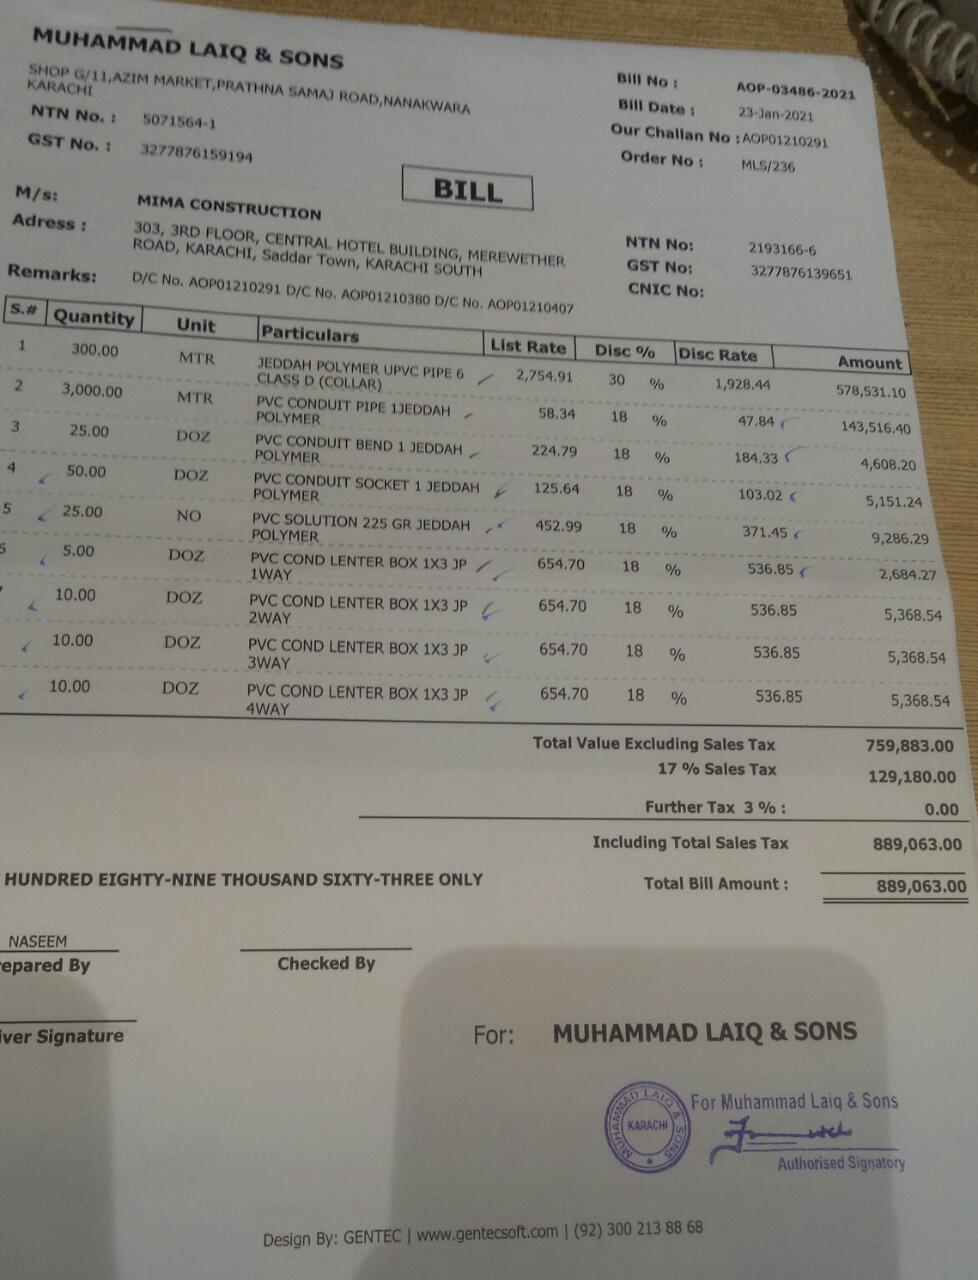 MUHAMMAD LAIQ & SONS
SHOP G/11,AZIM MARKET,PRATHNA SAMAJ ROAD,NANAKWARA
KARACHI
NTN No. : 5071564-1
GST No. : 3277876159194
Bill No : AOP-03486-2021
Bill Date : 23-Jan-2021
Our Challan No : AOP01210291
Order No : MLS/236
BILL
M/s: MIMA CONSTRUCTION
Adress : 303, 3RD FLOOR, CENTRAL HOTEL BUILDING, MEREWETHER
ROAD, KARACHI, Saddar Town, KARACHI SOUTH
NTN No: 2193166-6
GST No: 3277876139651
CNIC No:
Remarks: D/C No. AOP01210291 D/C No. AOP01210380 D/C No. AOP01210407
S.# Quantity Unit Particulars List Rate Disc % Disc Rate Amount
1 300.00 MTR JEDDAH POLYMER UPVC PIPE 6 2,754.91 30 % 1,928.44 578,531.10
CLASS D (COLLAR)
2 3,000.00 MTR PVC CONDUIT PIPE 1JEDDAH 58.34 18 % 47.84 143,516.40
POLYMER
3 25.00 DOZ PVC CONDUIT BEND 1 JEDDAH 224.79 18 % 184.33 4,608.20
POLYMER
4 50.00 DOZ PVC CONDUIT SOCKET 1 JEDDAH 125.64 18 % 103.02 5,151.24
POLYMER
5 25.00 NO PVC SOLUTION 225 GR JEDDAH 452.99 18 % 371.45 9,286.29
POLYMER
5.00 DOZ PVC COND LENTER BOX 1X3 JP 654.70 18 % 536.85 2,684.27
1WAY
10.00 DOZ PVC COND LENTER BOX 1X3 JP 654.70 18 % 536.85 5,368.54
2WAY
10.00 DOZ PVC COND LENTER BOX 1X3 JP 654.70 18 % 536.85 5,368.54
3WAY
10.00 DOZ PVC COND LENTER BOX 1X3 JP 654.70 18 % 536.85 5,368.54
4WAY
Total Value Excluding Sales Tax 759,883.00
17 % Sales Tax 129,180.00
Further Tax 3 % : 0.00
Including Total Sales Tax 889,063.00
HUNDRED EIGHTY-NINE THOUSAND SIXTY-THREE ONLY
Total Bill Amount : 889,063.00
NASEEM
epared By
Checked By
iver Signature
For: MUHAMMAD LAIQ & SONS
MUHAMMAD LAIQ & SONS
KARACHI
For Muhammad Laiq & Sons
Authorised Signatory
Design By: GENTEC | www.gentecsoft.com | (92) 300 213 88 68